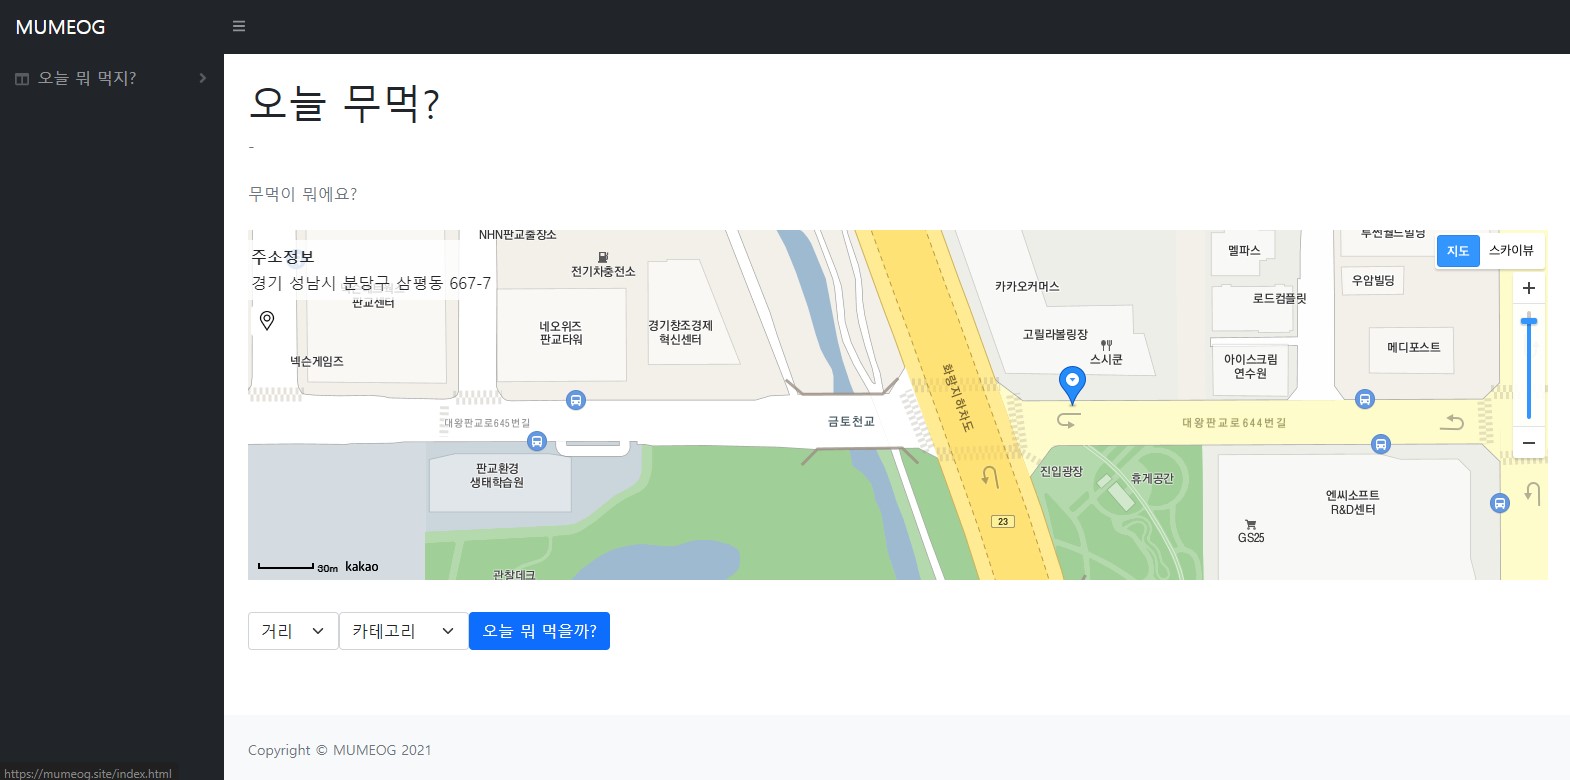 MUMEOG
오늘 뭐 먹지?
오늘 무먹?
-
무먹이 뭐에요?
주소정보
경기 성남시 분당구 삼평동 667-7
NHN판교출장소
전기차충전소
판교센터
네오위즈
판교타워
경기창조경제
혁신센터
넥슨게임즈
카카오커머스
고릴라볼링장
스시쿤
멜파스
로드컴플릿
아이스크림
연수원
투썬월드빌딩
우암빌딩
메디포스트
지도
스카이뷰
+
−
대왕판교로645번길
금토천교
화랑지하차도
대왕판교로644번길
판교환경
생태학습원
진입광장
휴게공간
23
엔씨소프트
R&D센터
GS25
관찰데크
30m
kakao
거리
카테고리
오늘 뭐 먹을까?
Copyright © MUMEOG 2021
https://mumeog.site/index.html